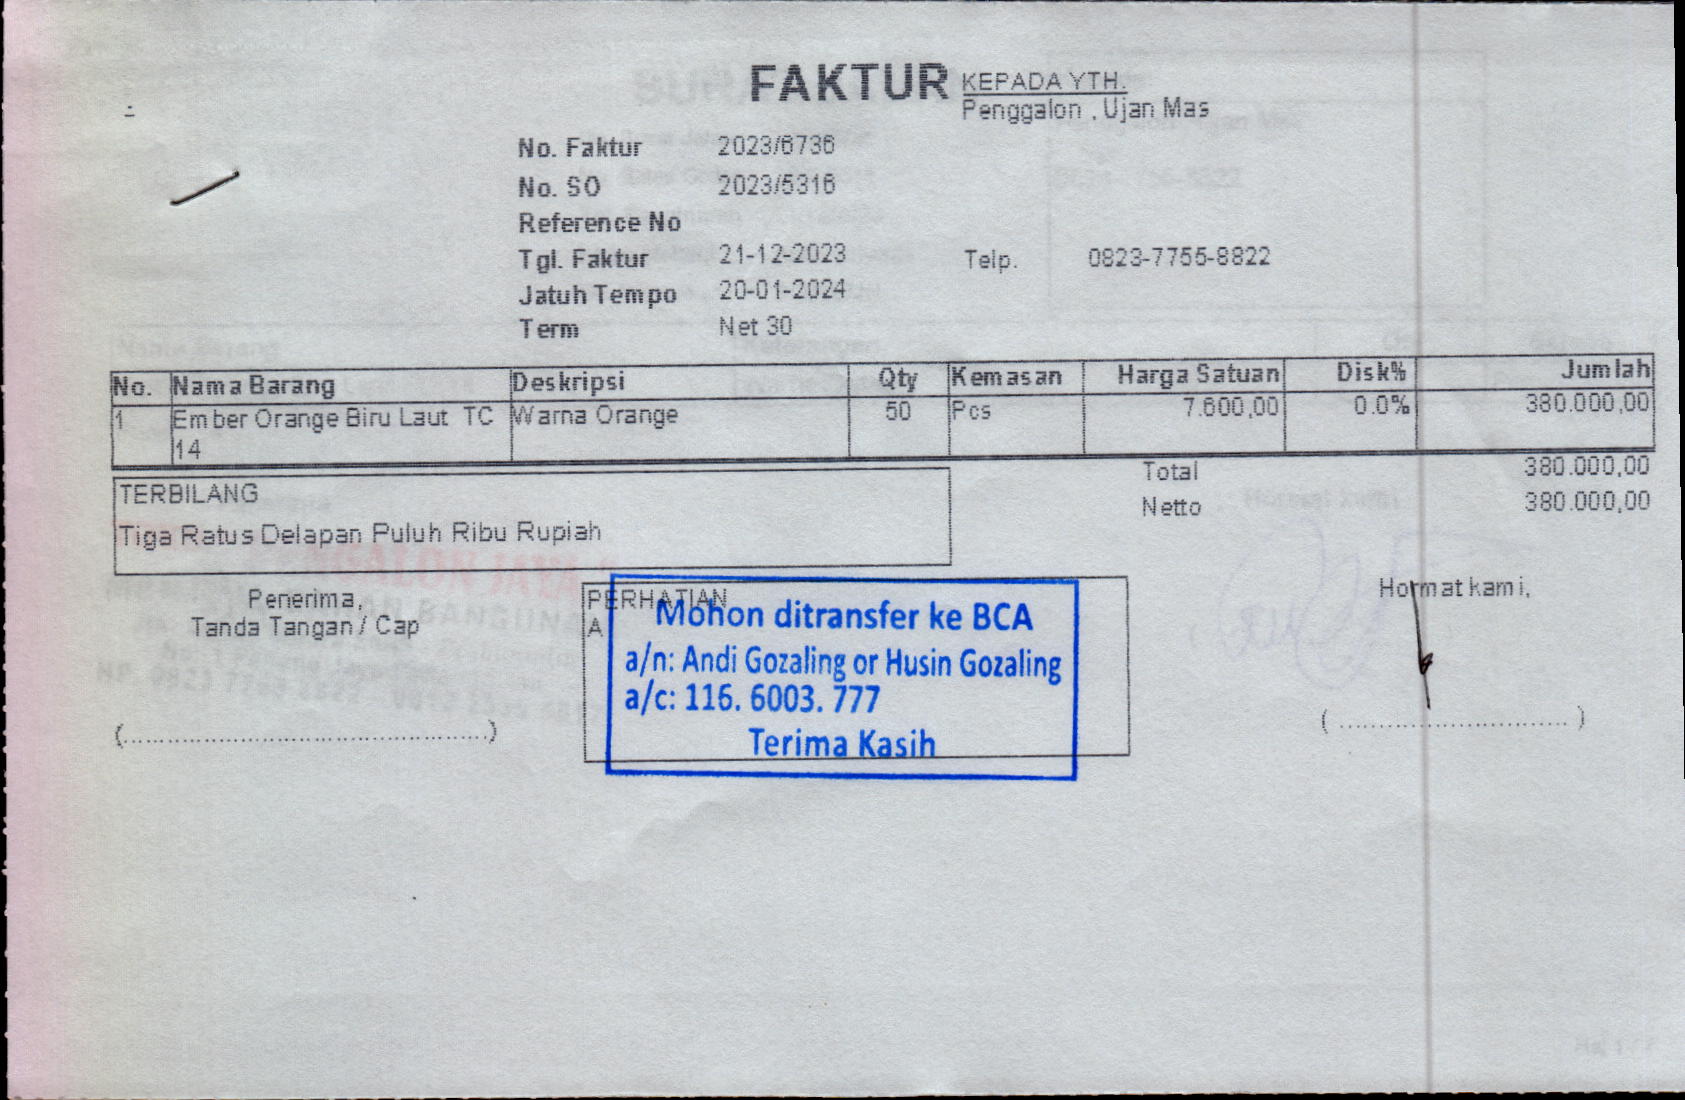 FAKTUR
KEPADA YTH.
Penggalon , Ujan Mas
No. Faktur 2023/6736
No. SO 2023/5316
Reference No
Tgl. Faktur 21-12-2023
Telp. 0823-7755-8822
Jatuh Tempo 20-01-2024
Term Net 30
No. Nama Barang Deskripsi Qty Kemasan Harga Satuan Disk% Jumlah
1 Ember Orange Biru Laut TC Warna Orange 50 Pcs 7.600,00 0.0% 380.000,00
14
Total 380.000,00
Netto 380.000,00
TERBILANG
Tiga Ratus Delapan Puluh Ribu Rupiah
Penerima,
Tanda Tangan / Cap
(................................................)
PERHATIAN
A
Mohon ditransfer ke BCA
a/n: Andi Gozaling or Husin Gozaling
a/c: 116. 6003. 777
Terima Kasih
Hormat kami,
( .............................. )